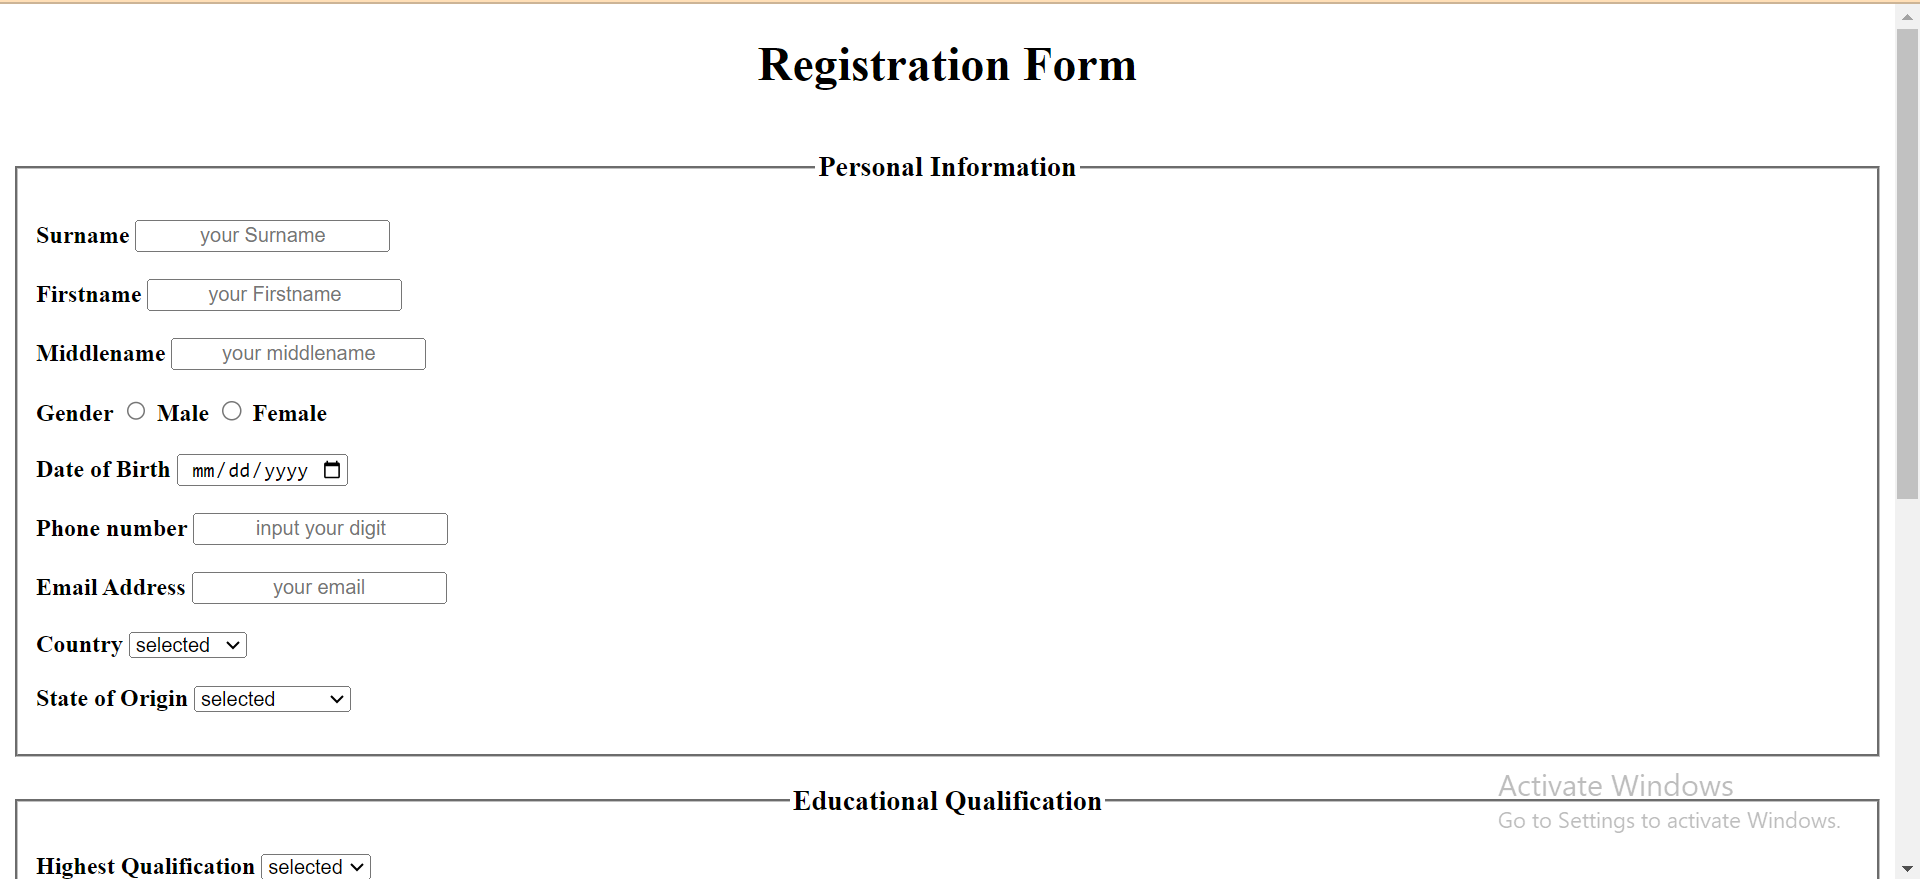 Registration Form
Personal Information
Surname your Surname
Firstname your Firstname
Middlename your middlename
Gender Male Female
Date of Birth mm/dd/yyyy
Phone number input your digit
Email Address your email
Country selected
State of Origin selected
Activate Windows
Educational Qualification
Go to Settings to activate Windows.
Highest Qualification selected